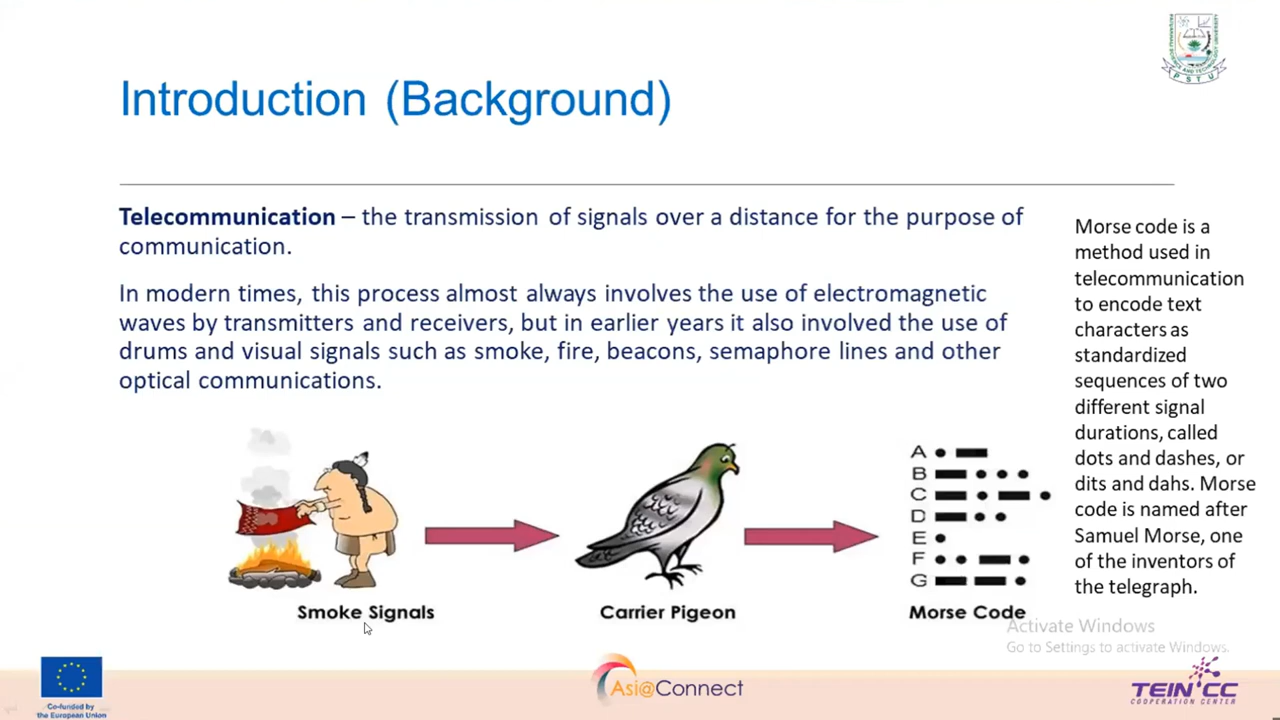 Introduction (Background)
Telecommunication – the transmission of signals over a distance for the purpose of
communication.
In modern times, this process almost always involves the use of electromagnetic
waves by transmitters and receivers, but in earlier years it also involved the use of
drums and visual signals such as smoke, fire, beacons, semaphore lines and other
optical communications.
Morse code is a
method used in
telecommunication
to encode text
characters as
standardized
sequences of two
different signal
durations, called
dots and dashes, or
dits and dahs. Morse
code is named after
Samuel Morse, one
of the inventors of
the telegraph.
A
B
C
D
E
F
G
Smoke Signals
Carrier Pigeon
Morse Code
Activate Windows
Go to Settings to activate Windows.
Co-funded by
the European Union
Asi@Connect
TEIN*CC
COOPERATION CENTER
PSTU